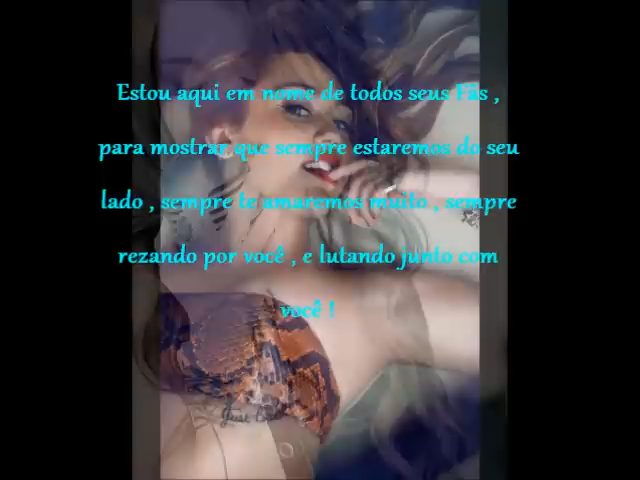 Estou aqui em nome de todos seus Fãs ,
para mostrar que sempre estaremos do seu
lado , sempre te amaremos muito , sempre
rezando por você , e lutando junto com
você !
Just